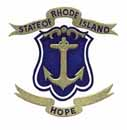 STATE OF RHODE ISLAND
HOPE